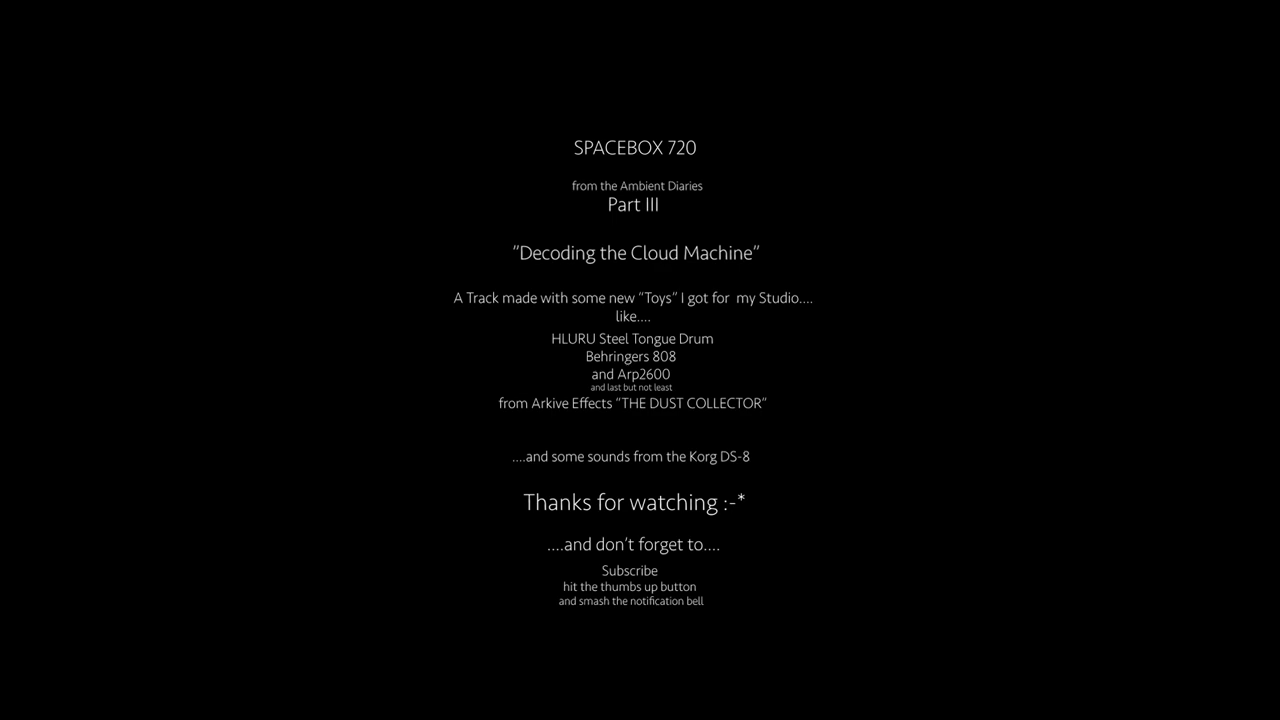 SPACEBOX 720
from the Ambient Diaries
Part III
"Decoding the Cloud Machine"
A Track made with some new "Toys" I got for  my Studio....
like....
HLURU Steel Tongue Drum
Behringers 808
and Arp2600
and last but not least
from Arkive Effects "THE DUST COLLECTOR"
....and some sounds from the Korg DS-8
Thanks for watching :-*
....and don't forget to....
Subscribe
hit the thumbs up button
and smash the notification bell